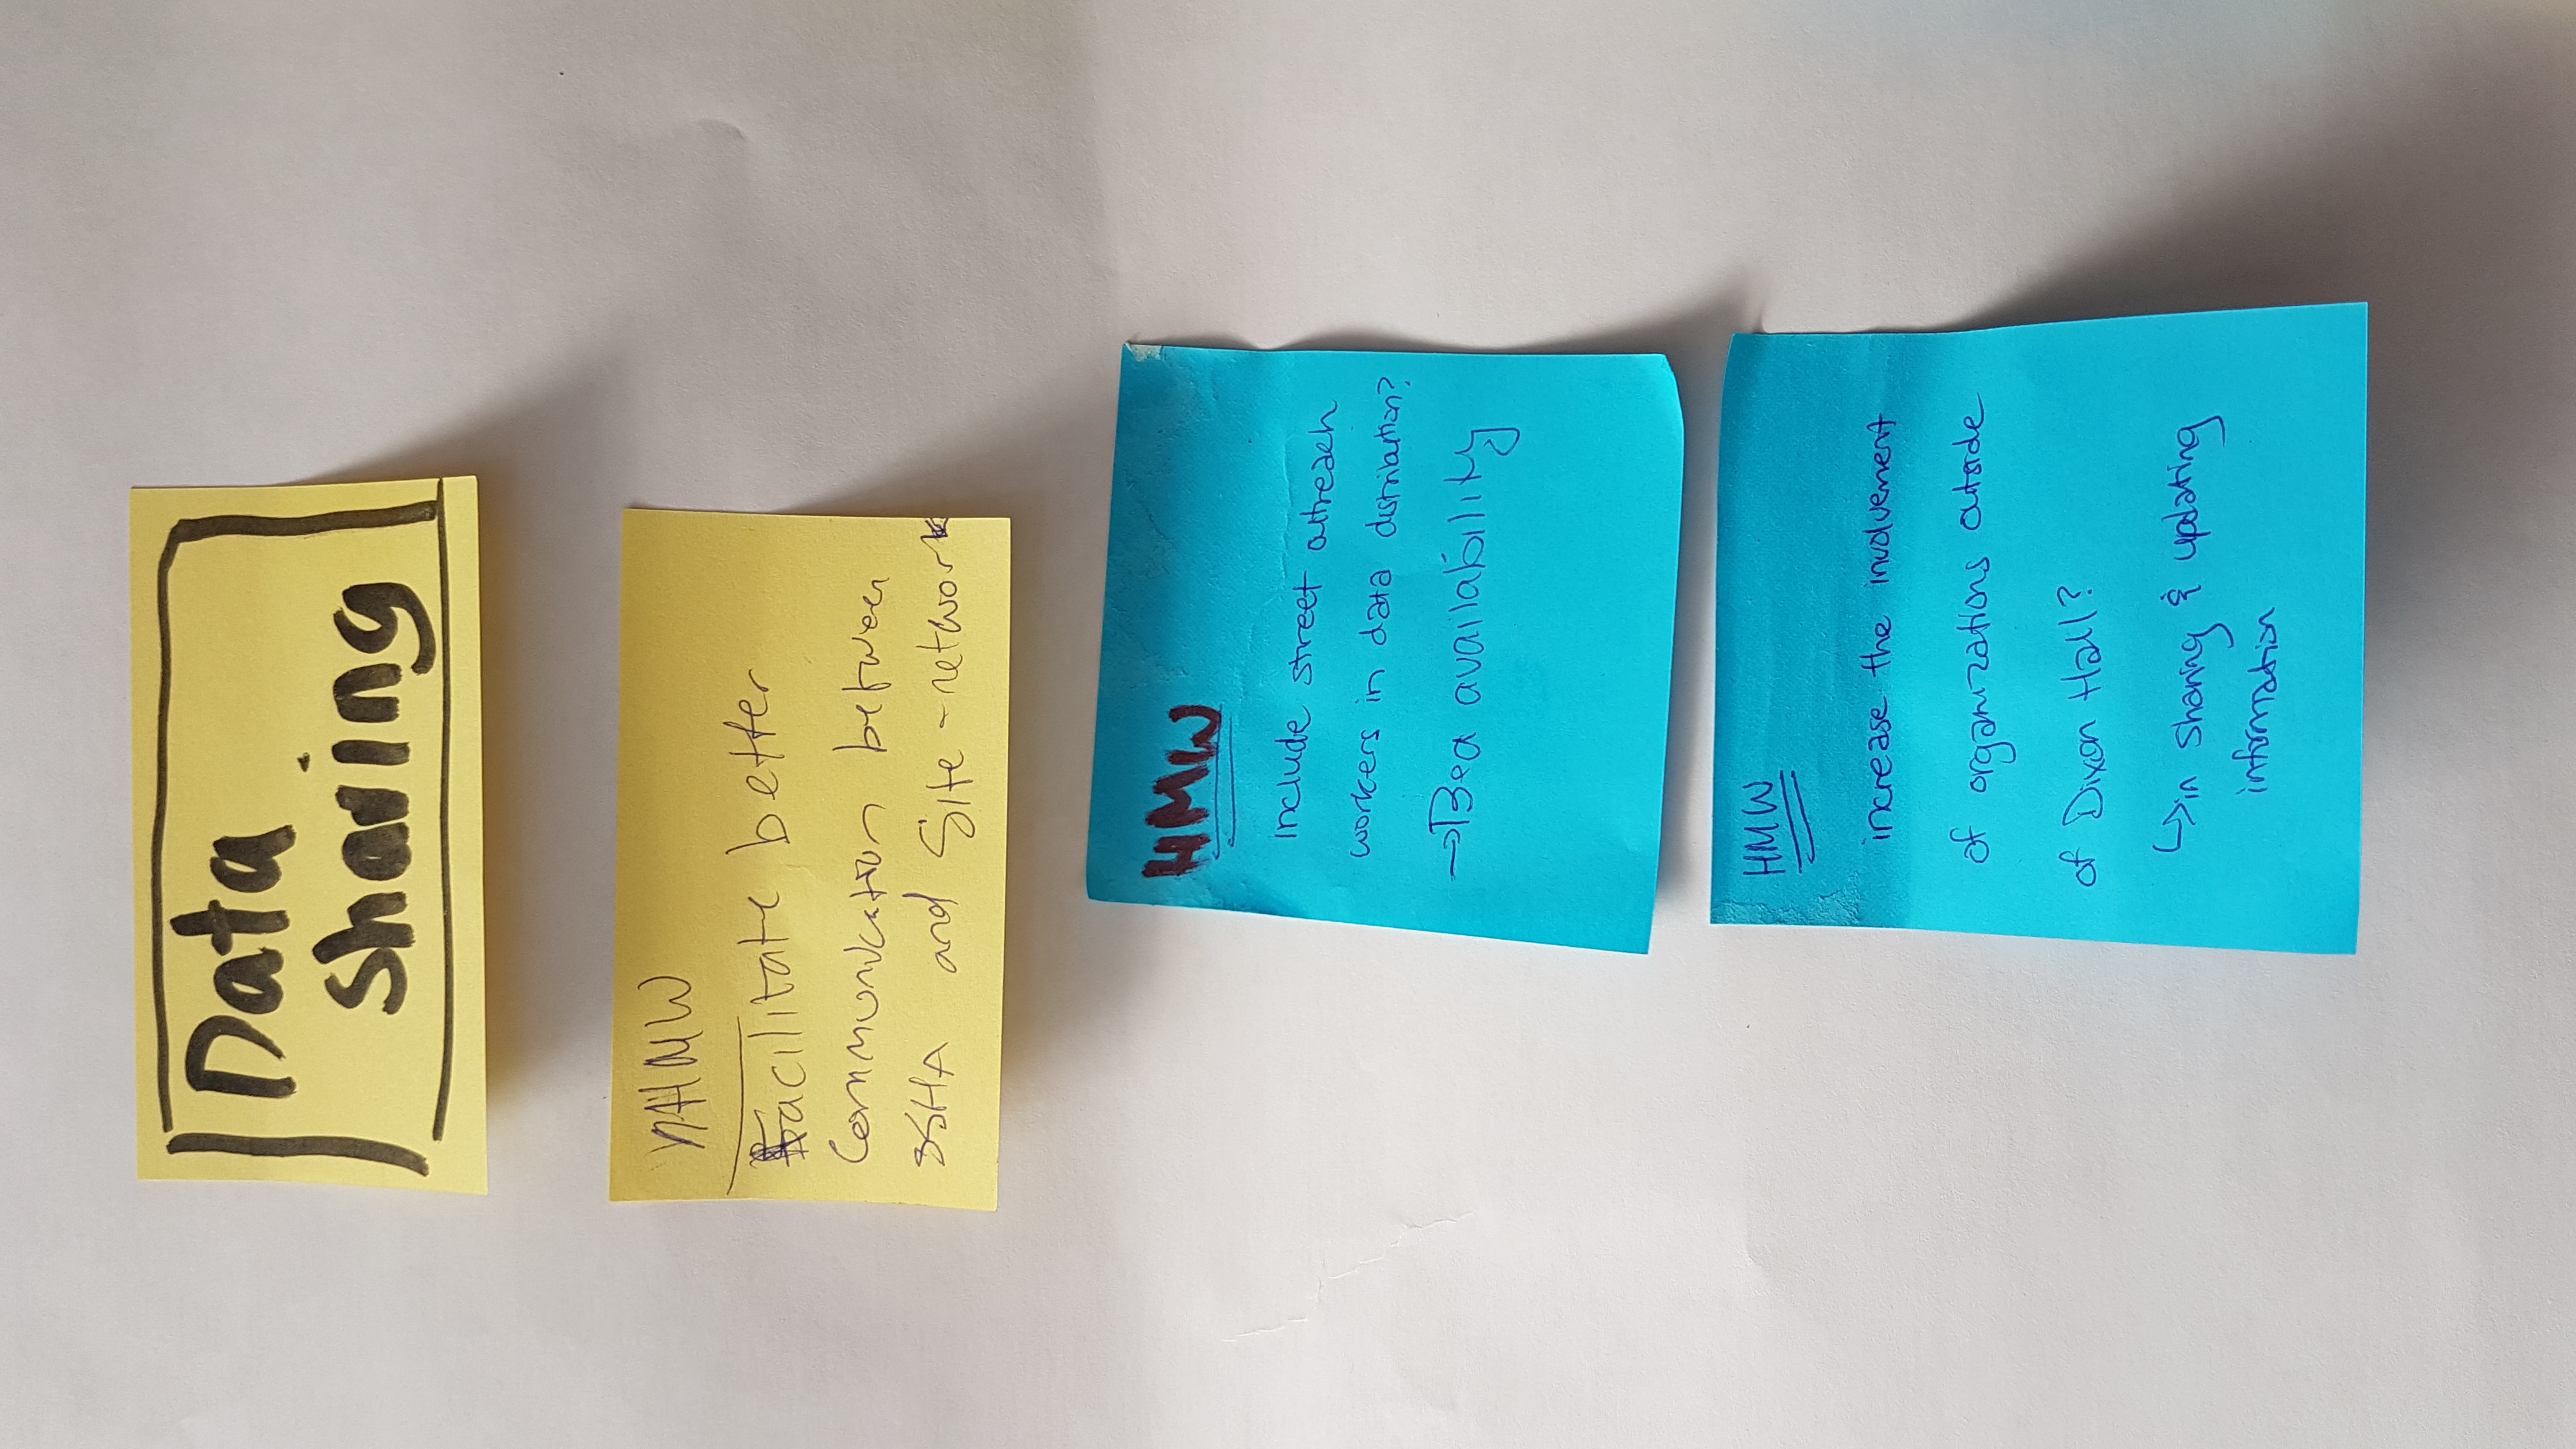 Data
sharing
HMW
Facilitate better
Communication between
SSHA and Site-network
HMW
include street outreach
workers in data distribution?
→Bed availability
HMW
increase the involvement
of organizations outside
of Dixon Hall?
↳in sharing & updating
information